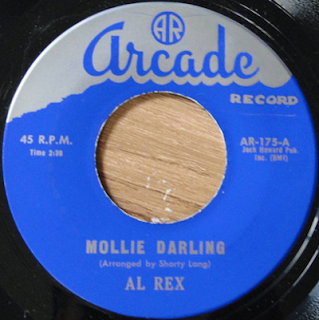 AR
arcade
RECORD
45 R.P.M.
Time 2:38
AR-175-A
Jack Howard Pub.
Inc. (BMI)
MOLLIE DARLING
(Arranged by Shorty Long)
AL REX